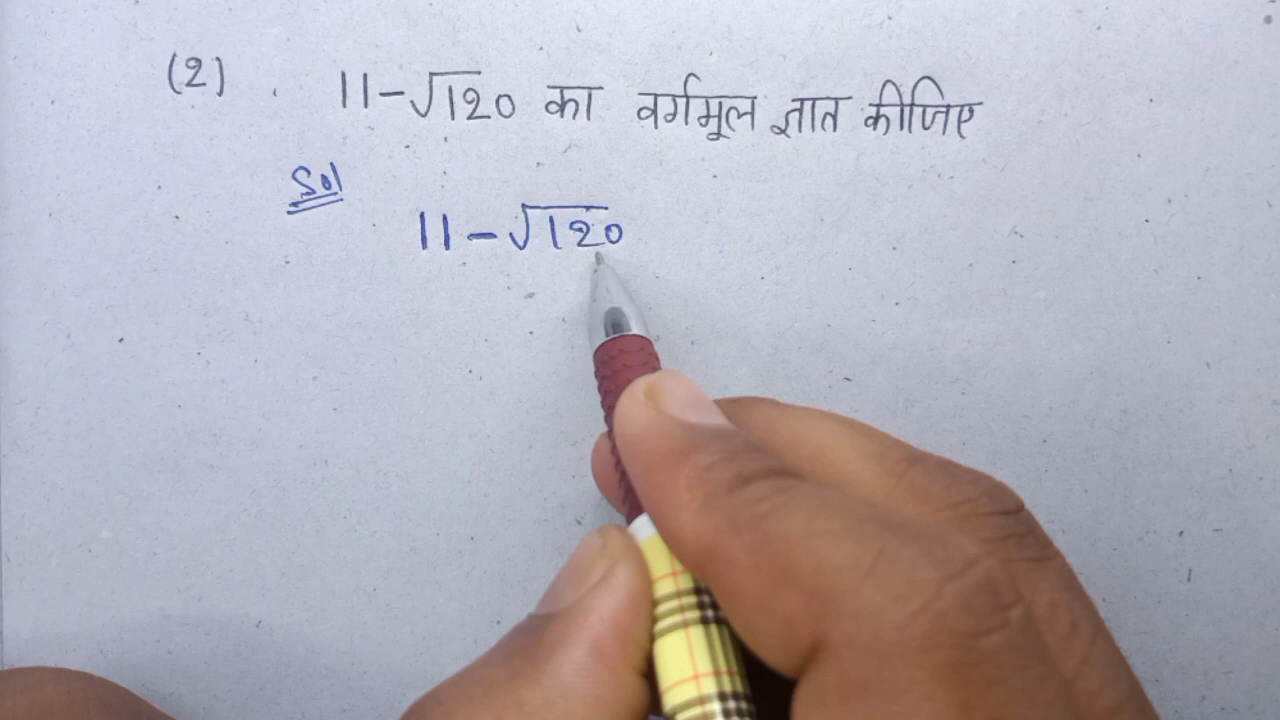 (2) . 11-√120 का वर्गमूल ज्ञात कीजिए
Sol
11-√120